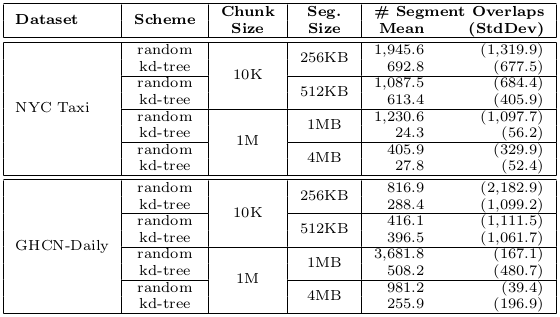 Dataset Scheme Chunk Size Seg. Size # Segment Overlaps Mean (StdDev)
NYC Taxi 10K 256KB random 1,945.6 (1,319.9)
kd-tree 692.8 (677.5)
512KB random 1,087.5 (684.4)
kd-tree 613.4 (405.9)
1M 1MB random 1,230.6 (1,097.7)
kd-tree 24.3 (56.2)
4MB random 405.9 (329.9)
kd-tree 27.8 (52.4)
GHCN-Daily 10K 256KB random 816.9 (2,182.9)
kd-tree 288.4 (1,099.2)
512KB random 416.1 (1,111.5)
kd-tree 396.5 (1,061.7)
1M 1MB random 3,681.8 (167.1)
kd-tree 508.2 (480.7)
4MB random 981.2 (39.4)
kd-tree 255.9 (196.9)